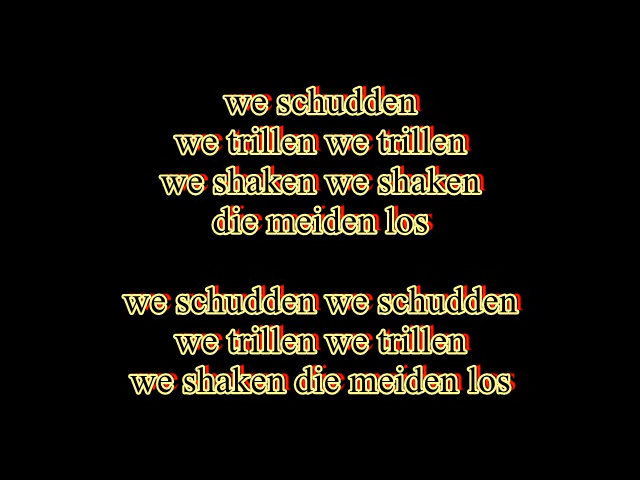 we schudden
we trillen we trillen
we shaken we shaken
die meiden los
we schudden we schudden
we trillen we trillen
we shaken die meiden los